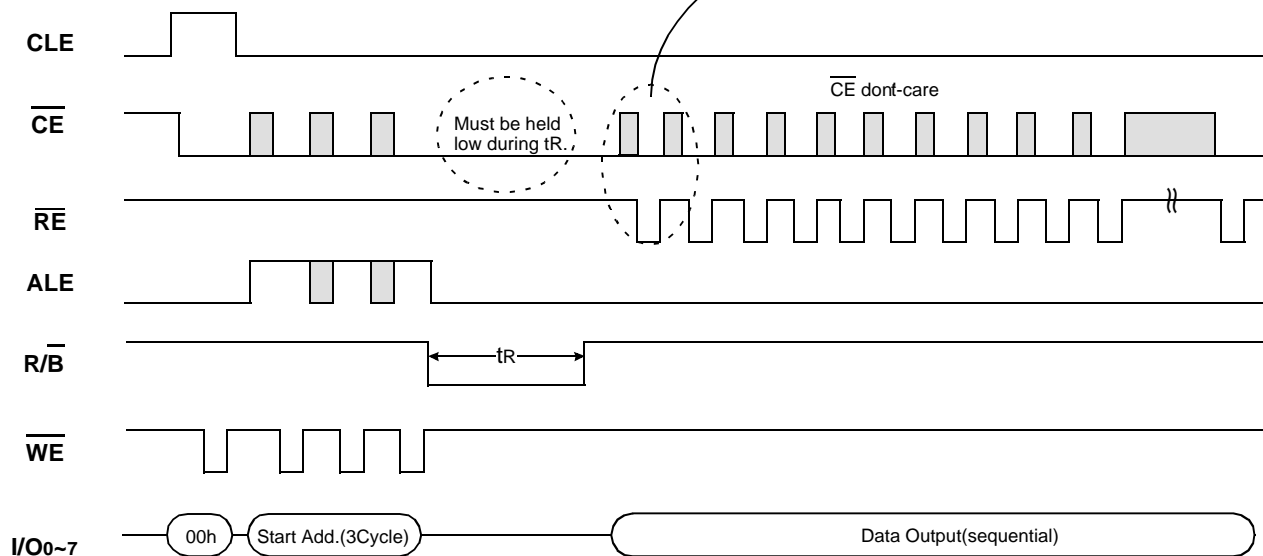 CLE
CE dont-care
CE
Must be held
low during tR.
RE
ALE
R/B
tR
WE
I/O0~7
00h
Start Add.(3Cycle)
Data Output(sequential)